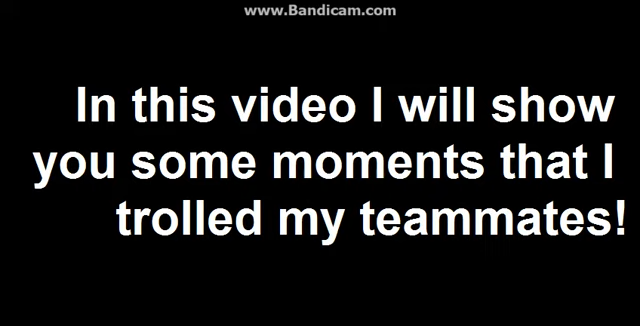 www.Bandicam.com
In this video I will show
you some moments that I
trolled my teammates!